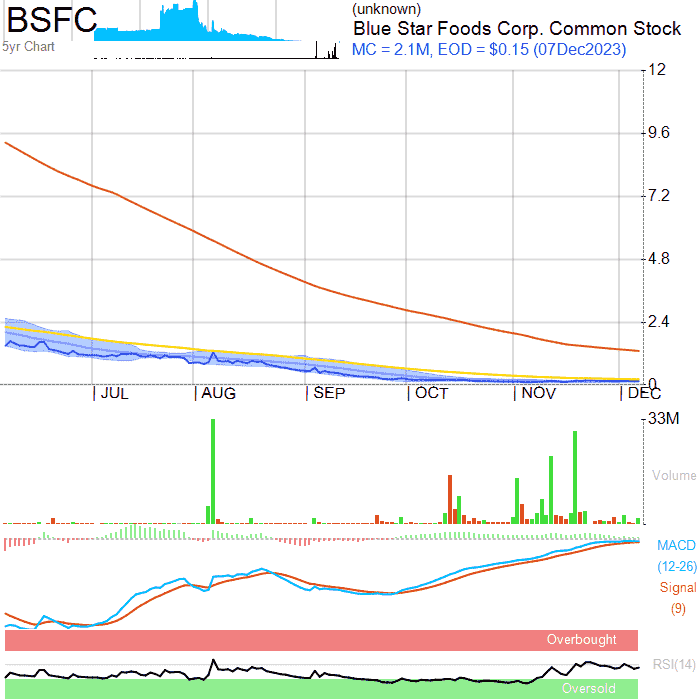 BSFC
5yr Chart
(unknown)
Blue Star Foods Corp. Common Stock
MC = 2.1M, EOD = $0.15 (07Dec2023)
12
9.6
7.2
4.8
2.4
0
JUL AUG SEP OCT NOV DEC
33M
Volume
MACD
(12-26)
Signal
(9)
Overbought
RSI(14)
Oversold